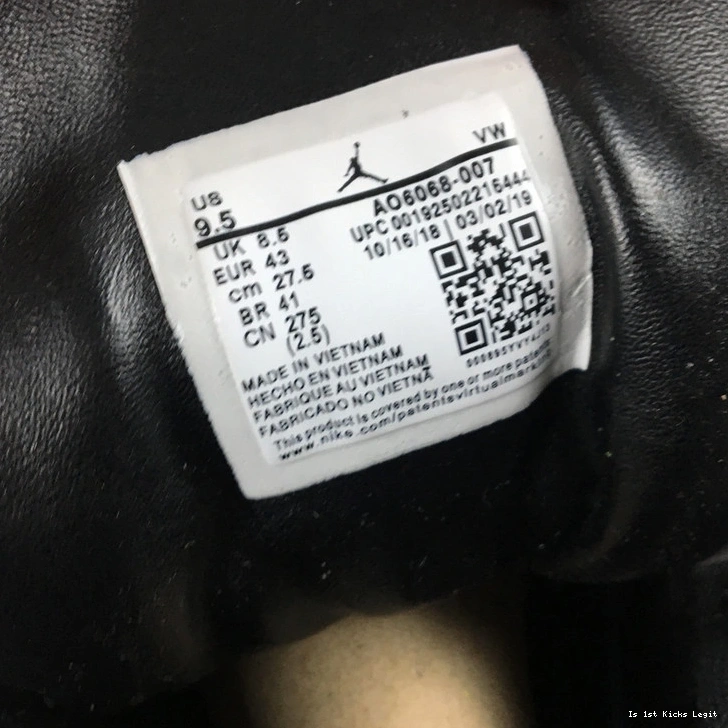 VW
US
9.5
AO6068-007
UPC 00192502216444
10/16/18 | 03/02/19
UK 8.5
EUR 43
cm 27.5
BR 41
CN 275
(2.5)
MADE IN VIETNAM
HECHO EN VIETNAM
FABRIQUE AU VIETNAM
FABRICADO NO VIETNÃ
This product is covered by one or more patents
www.nike.com/patentsvirtualmark
Is 1st Kicks Legit